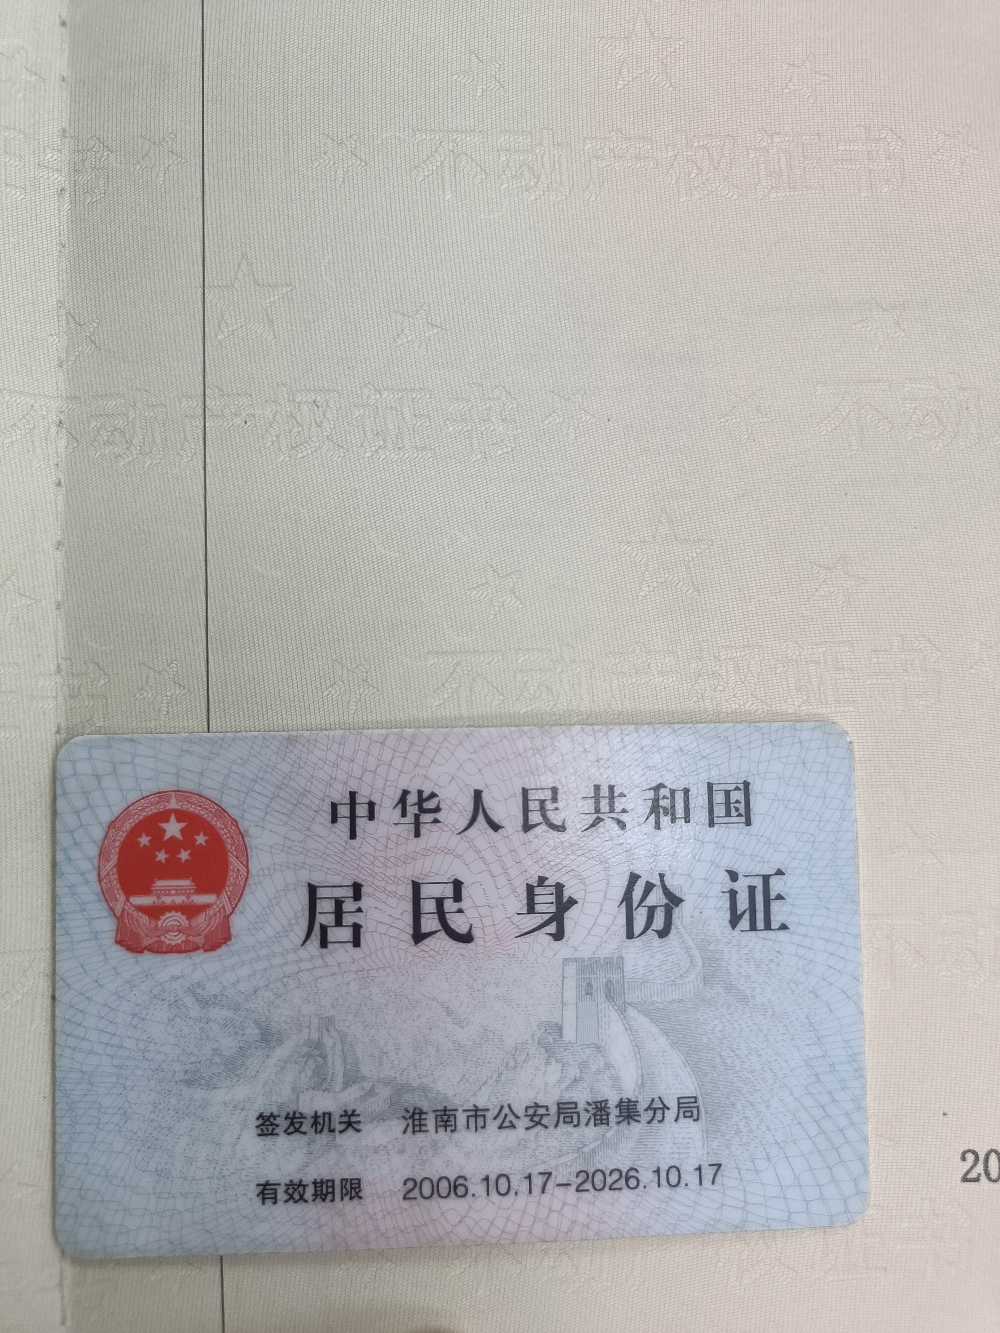 不动产权证书
不动产权证书
不动产权证书
中华人民共和国
居民身份证
签发机关 淮南市公安局潘集分局
有效期限 2006.10.17-2026.10.17
20